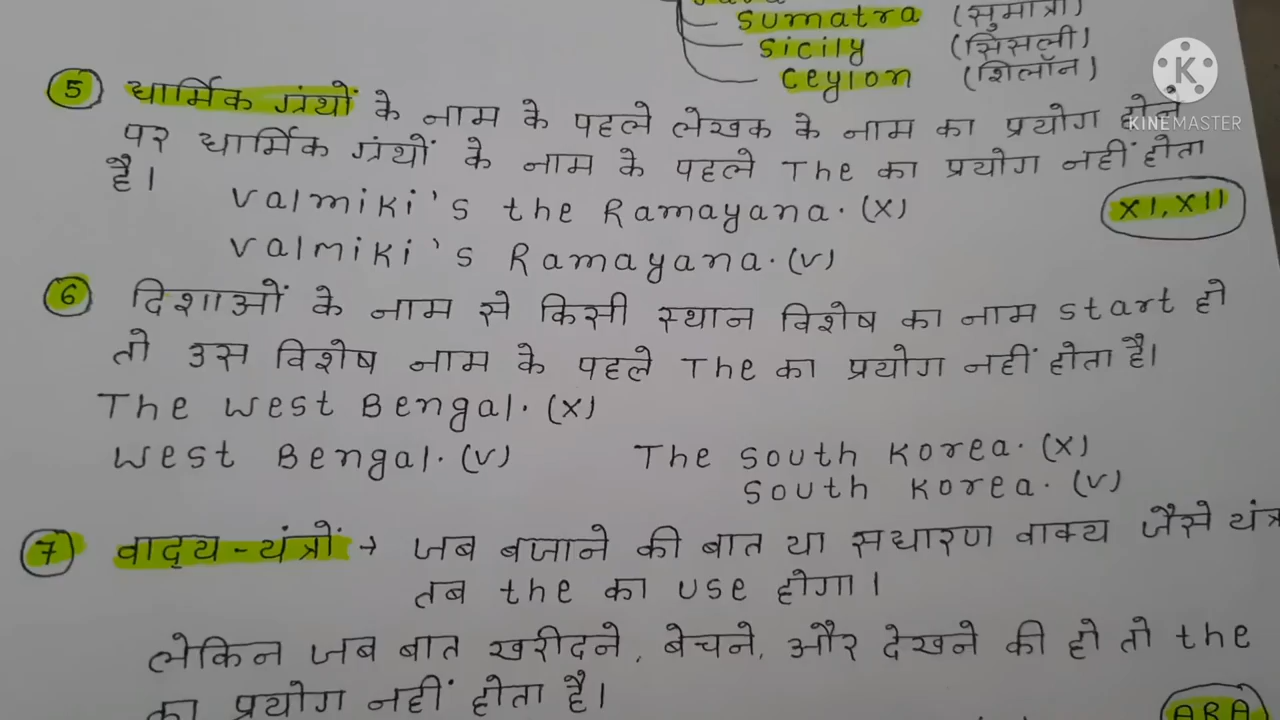 Sumatra (सुमात्रा)
Sicily (सिसली)
Ceylon (शिलॉन)
K
KINEMASTER
5 धार्मिक ग्रंथों के नाम के पहले लेखक के नाम का प्रयोग होने
पर धार्मिक ग्रंथों के नाम के पहले The का प्रयोग नहीं होता
है।
Valmiki's the Ramayana. (X)
XI, XII
Valmiki's Ramayana. (V)
6 दिशाओं के नाम से किसी स्थान विशेष का नाम start हो
तो उस विशेष नाम के पहले The का प्रयोग नहीं होता है।
The West Bengal. (X)
West Bengal. (V) The South Korea. (X)
South Korea. (V)
7 वाद्य-यंत्रों → जब बजाने की बात या सधारण वाक्य जैसे
तब the का use होगा।
लेकिन जब बात खरीदने, बेचने, और देखने की हो तो the
का प्रयोग नहीं होता है।
ARA